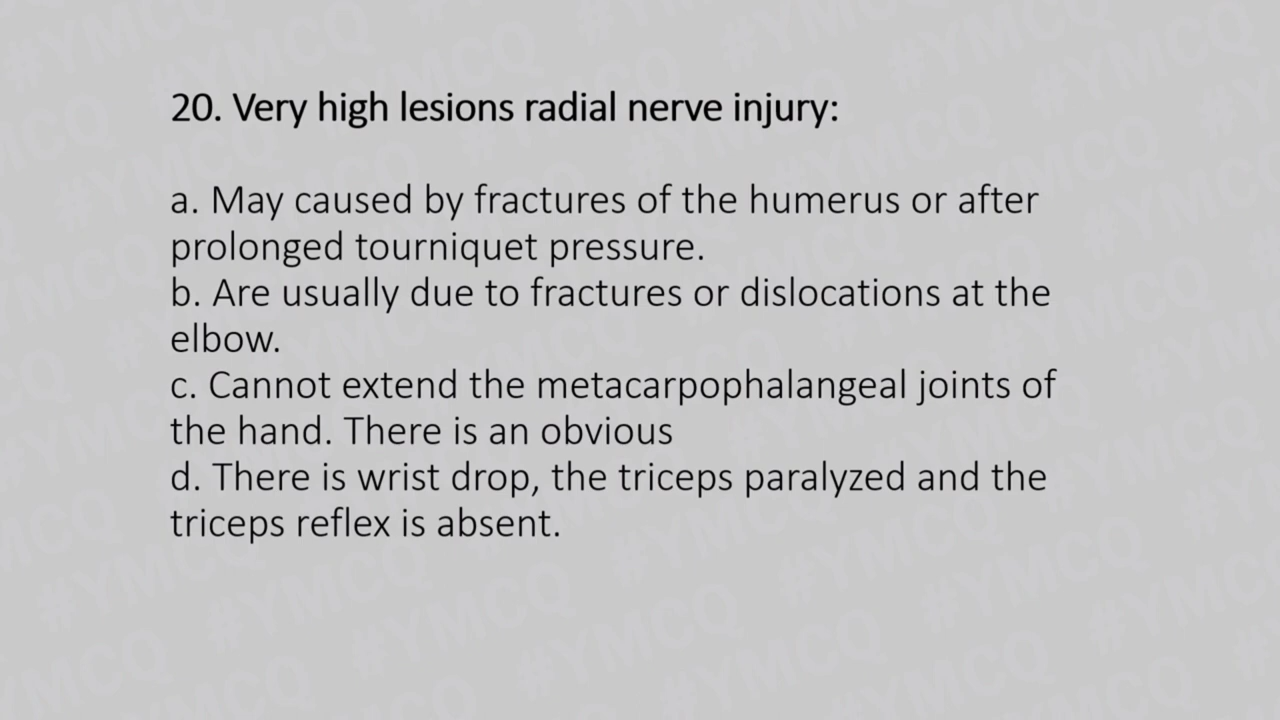 20. Very high lesions radial nerve injury:
a. May caused by fractures of the humerus or after
prolonged tourniquet pressure.
b. Are usually due to fractures or dislocations at the
elbow.
c. Cannot extend the metacarpophalangeal joints of
the hand. There is an obvious
d. There is wrist drop, the triceps paralyzed and the
triceps reflex is absent.
#YMCQ